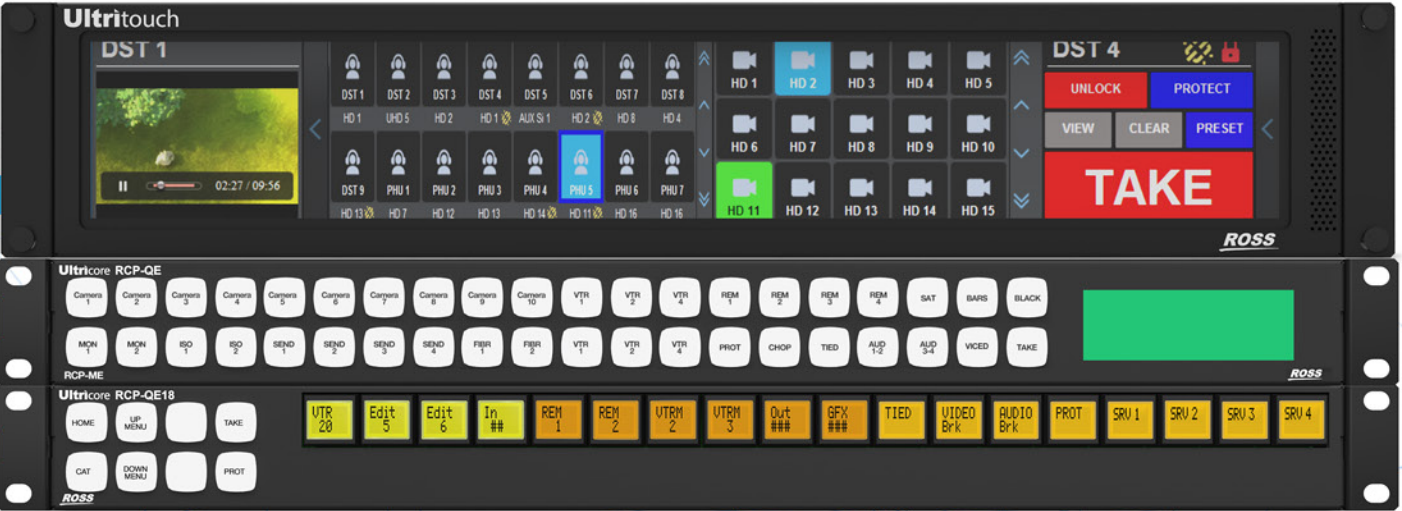 Ultritouch
DST 1
02:27 / 09:56
DST 1 DST 2 DST 3 DST 4 DST 5 DST 6 DST 7 DST 8
HD 1 UHD 5 HD 2 HD 1 AUX Si 1 HD 2 HD 8 HD 4
DST 9 PHU 1 PHU 2 PHU 3 PHU 4 PHU 5 PHU 6 PHU 7
HD 13 HD 7 HD 12 HD 13 HD 14 HD 11 HD 16 HD 16
HD 1 HD 2 HD 3 HD 4 HD 5
HD 6 HD 7 HD 8 HD 9 HD 10
HD 11 HD 12 HD 13 HD 14 HD 15
DST 4
UNLOCK PROTECT
VIEW CLEAR PRESET
TAKE
ROSS
Ultricore RCP-QE
Camera 1 Camera 2 Camera 3 Camera 4 Camera 5 Camera 6 Camera 7 Camera 8 Camera 9 Camera 10 VTR 1 VTR 2 VTR 4 REM 1 REM 2 REM 3 REM 4 SAT BARS BLACK
MON 1 MON 2 ISO 1 ISO 2 SEND 1 SEND 2 SEND 3 SEND 4 FIBR 1 FIBR 2 VTR 1 VTR 2 VTR 4 PROT CHOP TIED AUD 1-2 AUD 3-4 VICED TAKE
RCP-ME
ROSS
Ultricore RCP-QE18
HOME UP MENU TAKE
CAT DOWN MENU PROT
ROSS
VTR 20 Edit 5 Edit 6 In ## REM 1 REM 2 VTRM 2 VTRM 3 Out ### GFX ### TIED VIDEO Brk AUDIO Brk PROT SRV 1 SRV 2 SRV 3 SRV 4